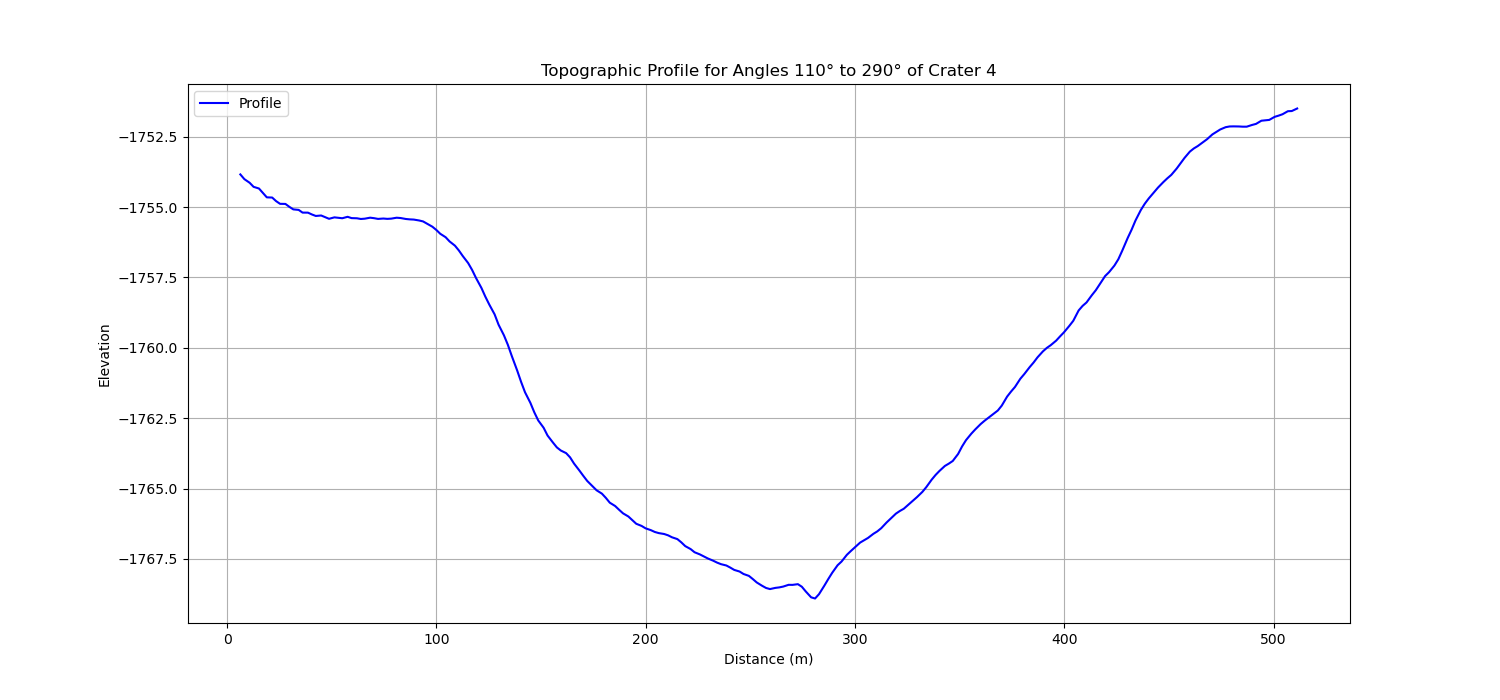 Topographic Profile for Angles 110° to 290° of Crater 4
Profile
−1752.5
−1755.0
−1757.5
−1760.0
−1762.5
−1765.0
−1767.5
Elevation
0 100 200 300 400 500
Distance (m)